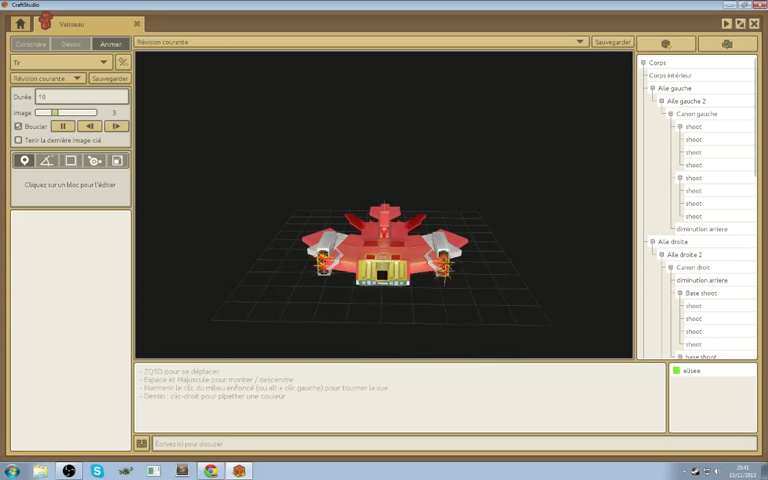 CraftStudio
Vaisseau
Construire
Dessin
Animer
Tir
Révision courante
Sauvegarder
Durée
10
Image
3
Boucler
Tenir la dernière image-clé
Cliquez sur un bloc pour l'éditer
Révision courante
Sauvegarder
Corps
Corps intérieur
Aile gauche
Aile gauche 2
Canon gauche
shoot
shoot
shoot
shoot
shoot
shoot
shoot
shoot
diminution arriere
Aile droite
Aile droite 2
Canon droit
diminution arriere
Base shoot
shoot
shoot
shoot
shoot
base shoot
- ZQSD pour se déplacer
- Espace et Majuscule pour monter / descendre
- Maintenir le clic du milieu enfoncé (ou alt + clic gauche) pour tourner la vue
- Dessin : clic-droit pour pipetter une couleur
elisee
Écrivez ici pour discuter
20:41
15/12/2013